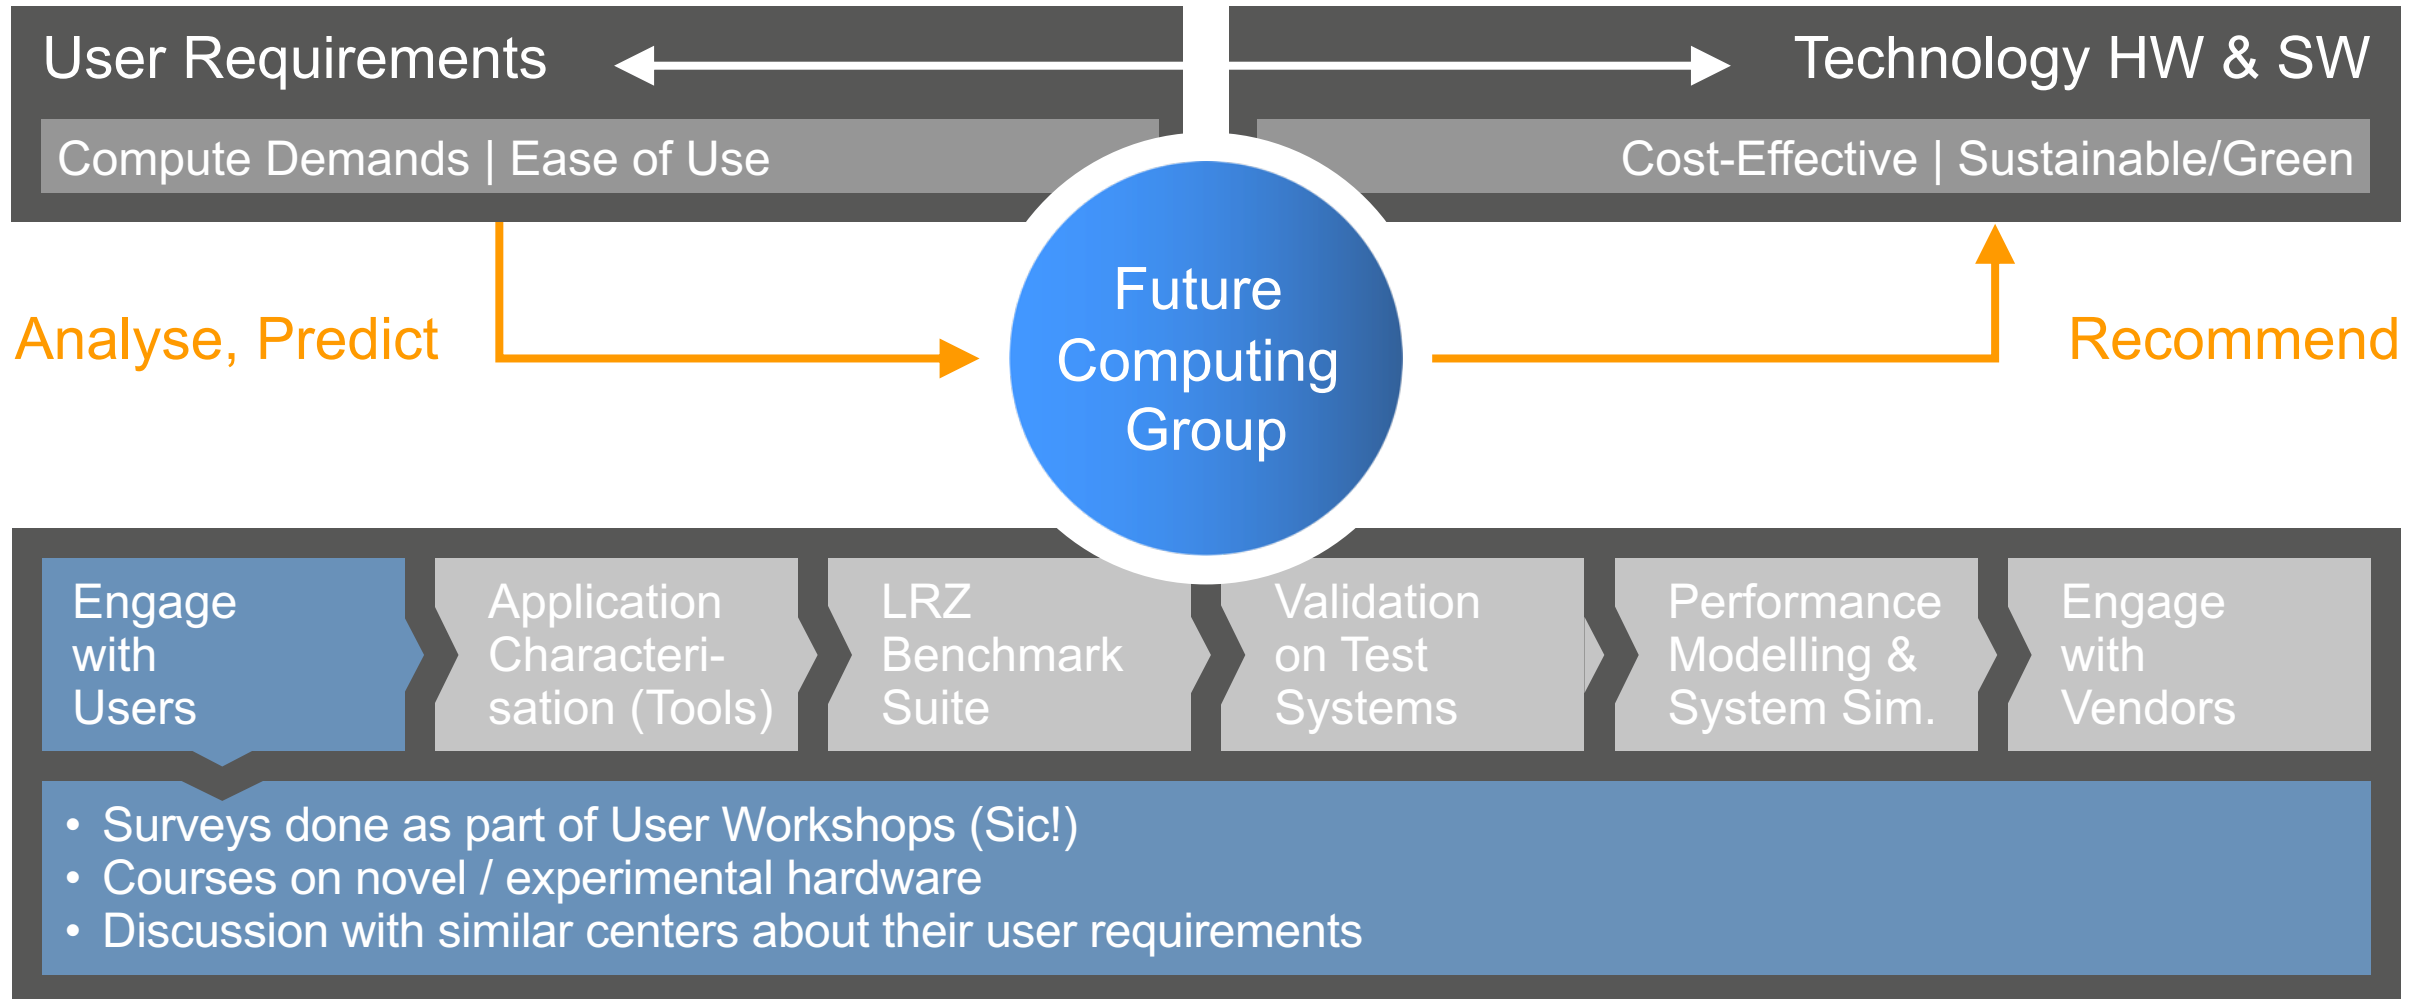 User Requirements
Technology HW & SW
Compute Demands | Ease of Use
Cost-Effective | Sustainable/Green
Analyse, Predict
Future
Computing
Group
Recommend
Engage
with
Users
Application
Characteri-
sation (Tools)
LRZ
Benchmark
Suite
Validation
on Test
Systems
Performance
Modelling &
System Sim.
Engage
with
Vendors
• Surveys done as part of User Workshops (Sic!)
• Courses on novel / experimental hardware
• Discussion with similar centers about their user requirements